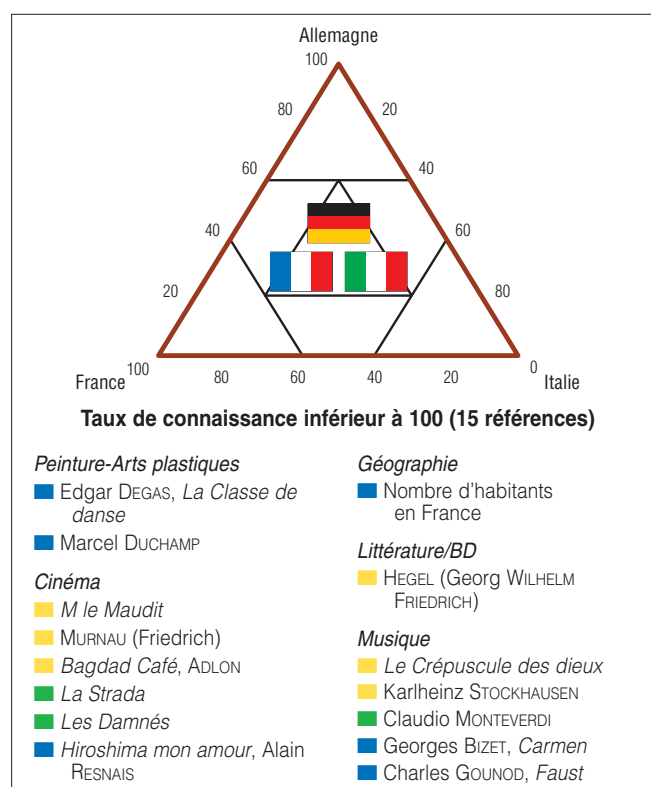 Allemagne
100
80
20
60
40
40
60
20
80
100
0
France
80
60
40
20
Italie
Taux de connaissance inférieur à 100 (15 références)
Peinture-Arts plastiques
Edgar DEGAS, La Classe de
danse
Marcel DUCHAMP
Cinéma
M le Maudit
MURNAU (Friedrich)
Bagdad Café, ADLON
La Strada
Les Damnés
Hiroshima mon amour, Alain
RESNAIS
Géographie
Nombre d'habitants
en France
Littérature/BD
HEGEL (Georg WILHELM
FRIEDRICH)
Musique
Le Crépuscule des dieux
Karlheinz STOCKHAUSEN
Claudio MONTEVERDI
Georges BIZET, Carmen
Charles GOUNOD, Faust